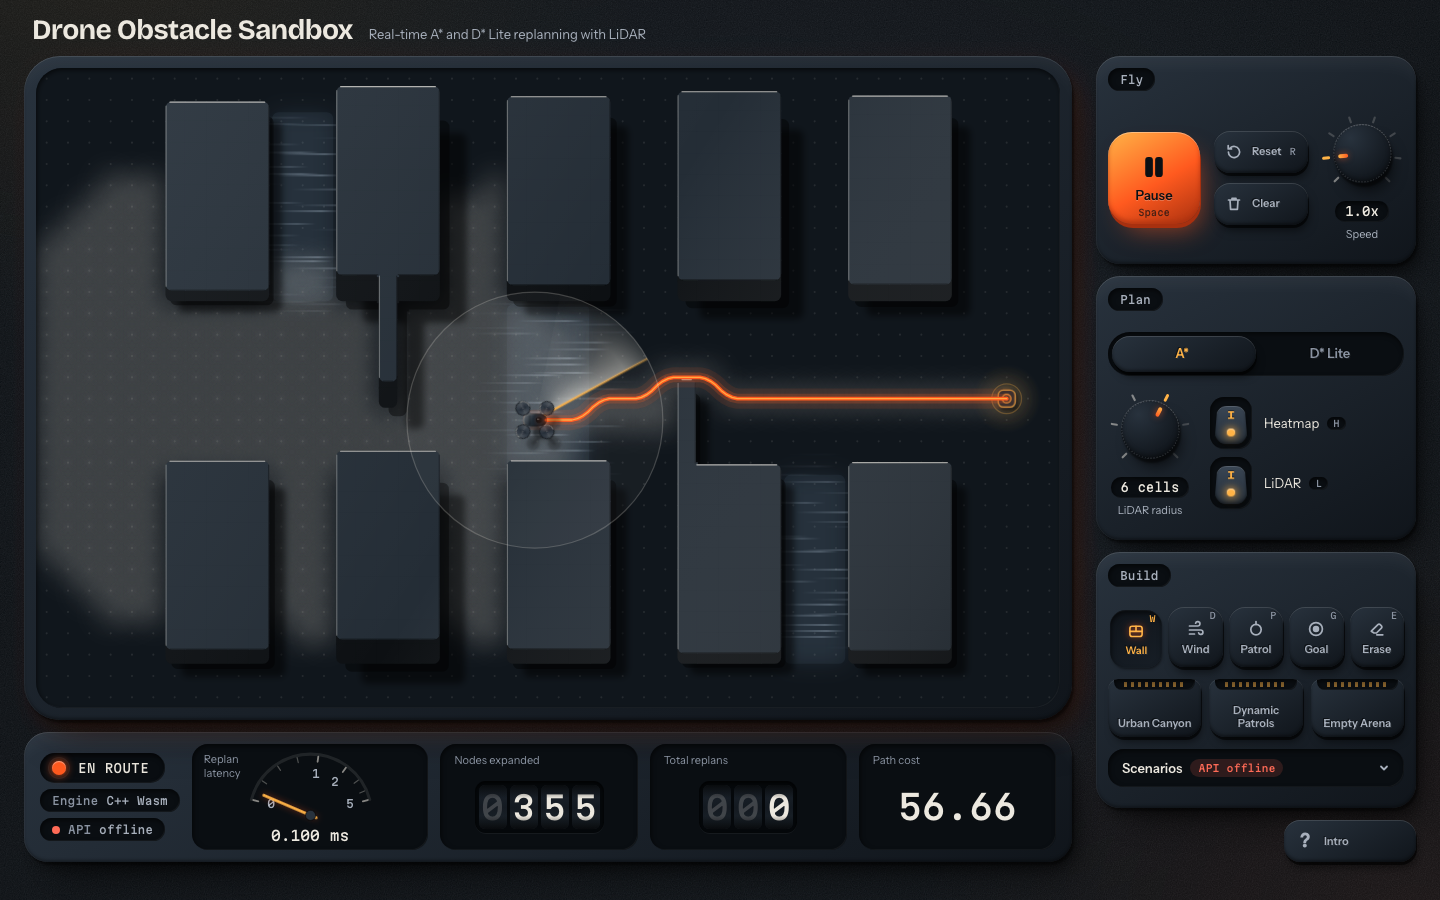 Drone Obstacle Sandbox
Real-time A* and D* Lite replanning with LiDAR
Fly
Pause
Space
Reset R
Clear
1.0x
Speed
Plan
A*
D* Lite
6 cells
LiDAR radius
Heatmap H
LiDAR L
Build
W
Wall
D
Wind
P
Patrol
G
Goal
E
Erase
Urban Canyon
Dynamic
Patrols
Empty Arena
Scenarios API offline
? Intro
EN ROUTE
Engine C++ Wasm
API offline
Replan
latency
0 1 2 5
0.100 ms
Nodes expanded
0355
Total replans
000
Path cost
56.66